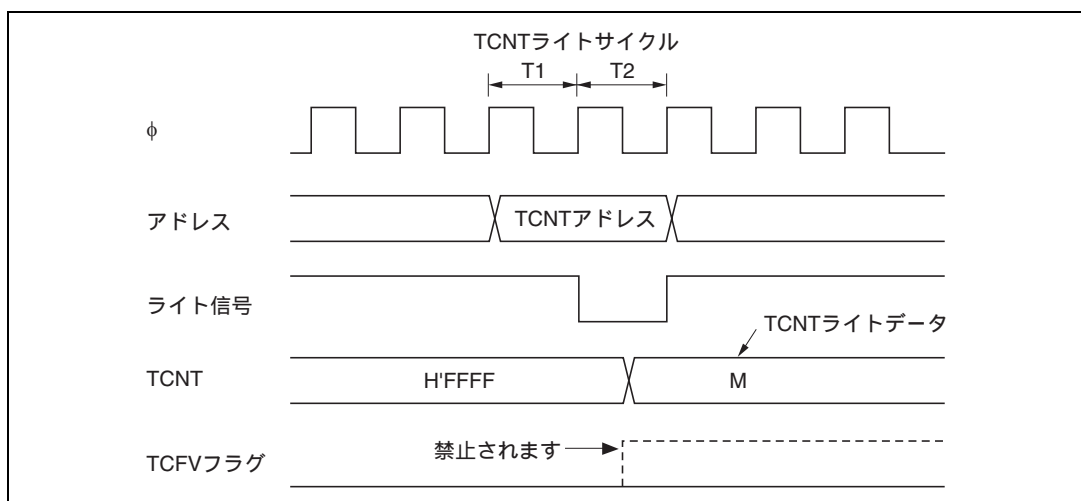 TCNTライトサイクル
T1 T2
φ
アドレス TCNTアドレス
ライト信号
TCNTライトデータ
TCNT H'FFFF M
禁止されます
TCFVフラグ